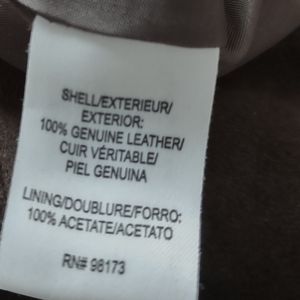 SHELL/EXTERIEUR/
EXTERIOR:
100% GENUINE LEATHER/
CUIR VÉRITABLE/
PIEL GENUINA
LINING/DOUBLURE/FORRO:
100% ACETATE/ACETATO
RN# 98173